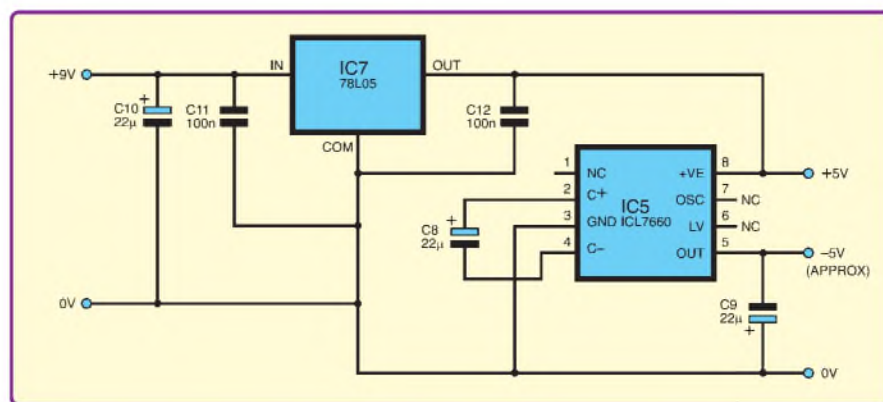 +9V
+
C10
22μ
C11
100n
IN
IC7
78L05
OUT
COM
C12
100n
0V
+
C8
22μ
1
NC
2
C+
3
GND
4
C−
IC5
ICL7660
+VE
8
OSC
7
NC
LV
6
NC
OUT
5
+5V
−5V
(APPROX)
C9
22μ
+
0V